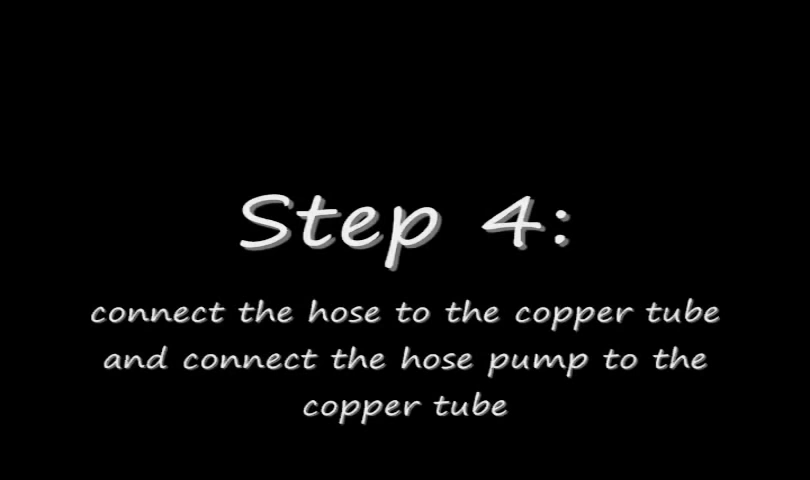 Step 4:
connect the hose to the copper tube
and connect the hose pump to the
copper tube